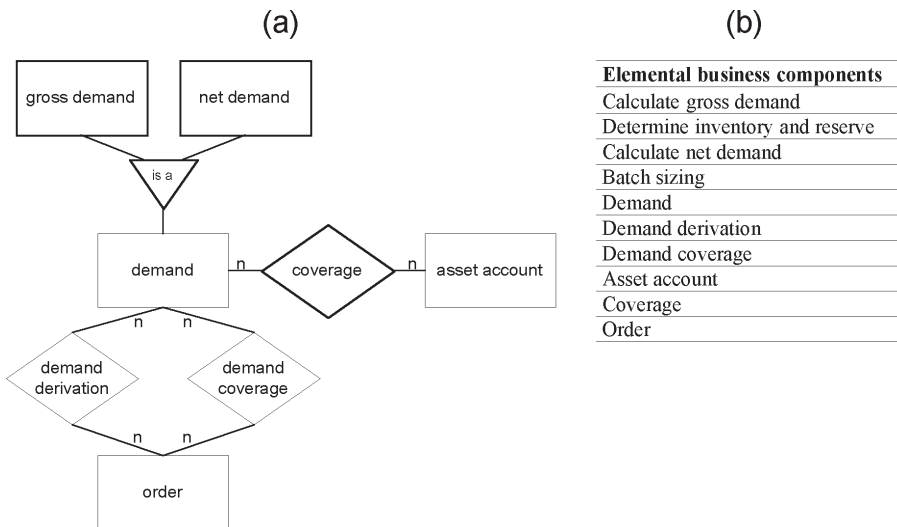 (a)
gross demand
net demand
is a
demand
n
coverage
n
asset account
n
n
demand
derivation
demand
coverage
n
n
order
(b)
Elemental business components
Calculate gross demand
Determine inventory and reserve
Calculate net demand
Batch sizing
Demand
Demand derivation
Demand coverage
Asset account
Coverage
Order